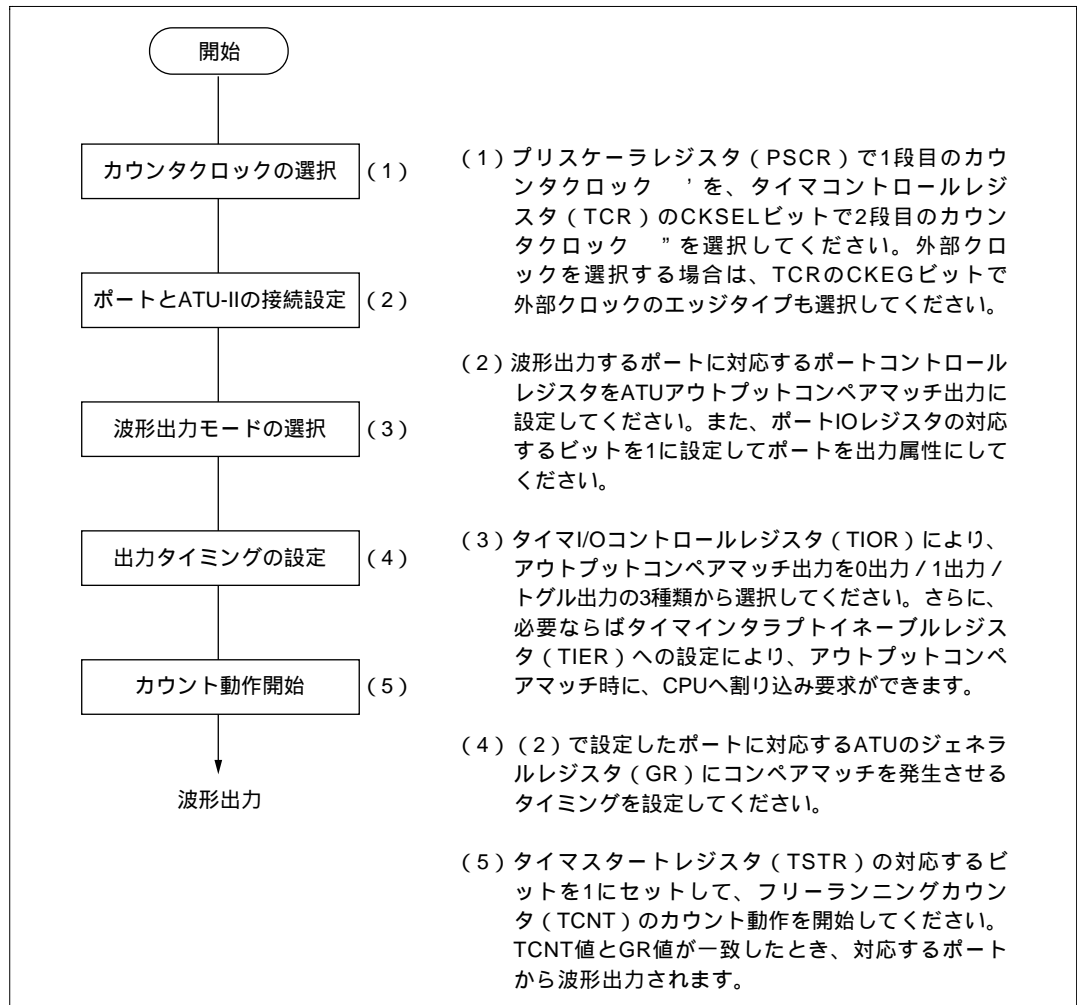 開始
カウンタクロックの選択 (1)
ポートとATU-IIの接続設定 (2)
波形出力モードの選択 (3)
出力タイミングの設定 (4)
カウント動作開始 (5)
波形出力
(1)プリスケーラレジスタ(PSCR)で1段目のカウ
ンタクロック ’を、タイマコントロールレジ
スタ(TCR)のCKSELビットで2段目のカウン
タクロック ”を選択してください。外部クロ
ックを選択する場合は、TCRのCKEGビットで
外部クロックのエッジタイプも選択してください。
(2)波形出力するポートに対応するポートコントロール
レジスタをATUアウトプットコンペアマッチ出力に
設定してください。また、ポートIOレジスタの対応
するビットを1に設定してポートを出力属性にして
ください。
(3)タイマI/Oコントロールレジスタ(TIOR)により、
アウトプットコンペアマッチ出力を0出力/1出力/
トグル出力の3種類から選択してください。さらに、
必要ならばタイマインタラプトイネーブルレジス
タ(TIER)への設定により、アウトプットコンペ
アマッチ時に、CPUへ割り込み要求ができます。
(4)(2)で設定したポートに対応するATUのジェネラ
ルレジスタ(GR)にコンペアマッチを発生させる
タイミングを設定してください。
(5)タイマスタートレジスタ(TSTR)の対応するビ
ットを1にセットして、フリーランニングカウン
タ(TCNT)のカウント動作を開始してください。
TCNT値とGR値が一致したとき、対応するポート
から波形出力されます。